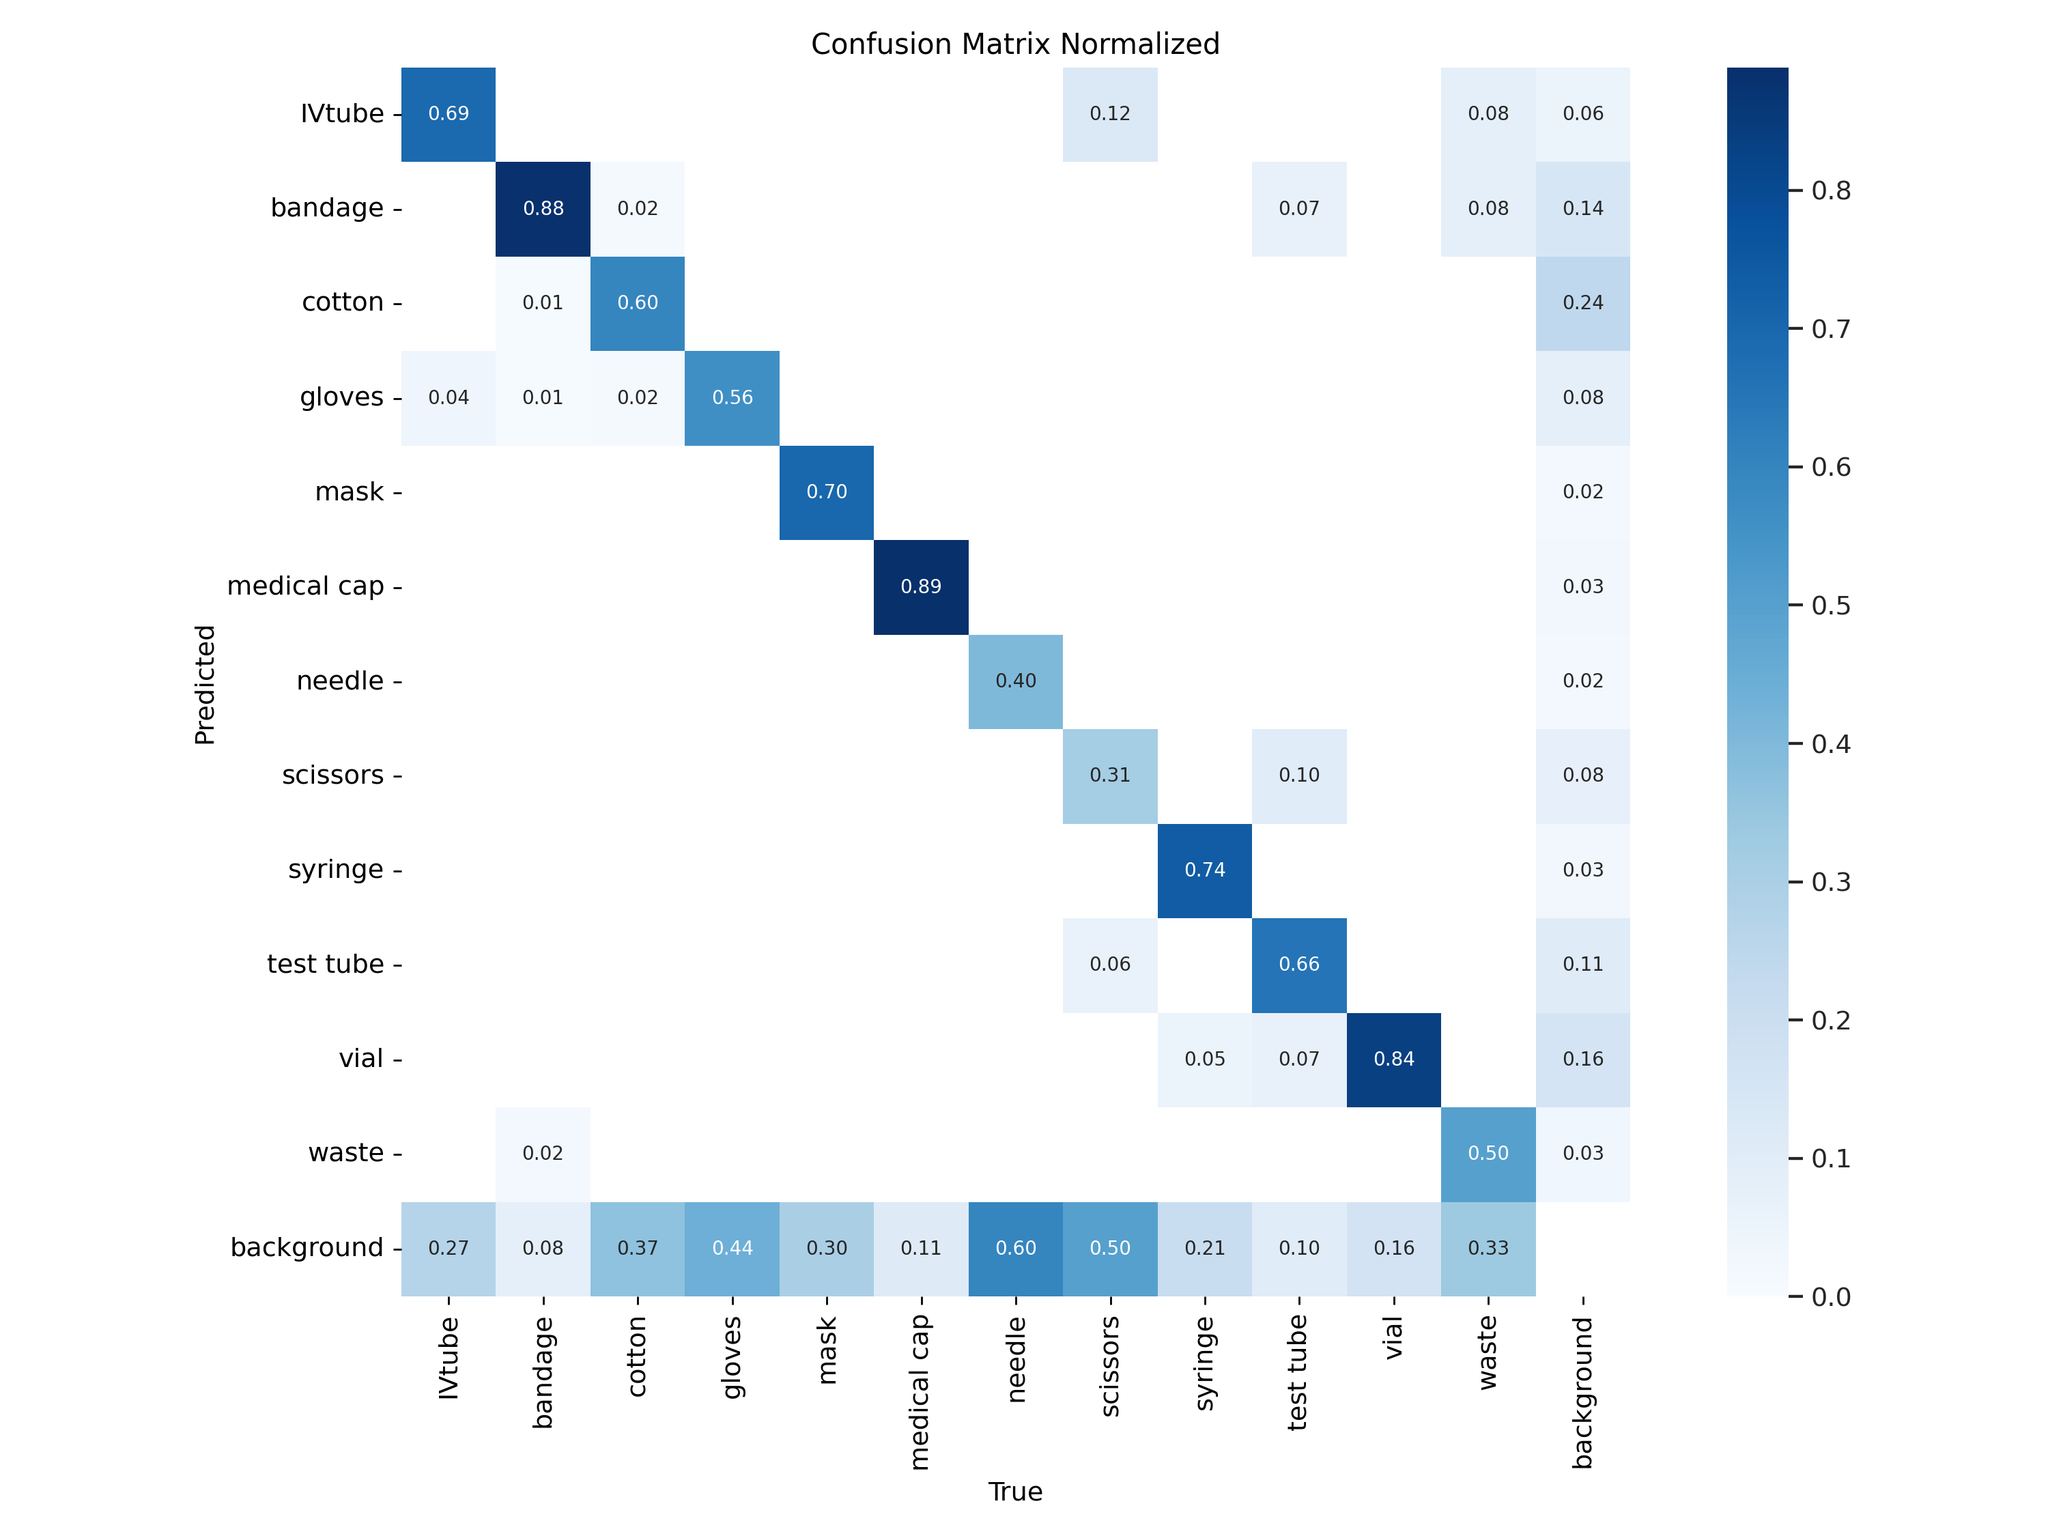 Confusion Matrix Normalized
IVtube 0.69 0.12 0.08 0.06
bandage 0.88 0.02 0.07 0.08 0.14
cotton 0.01 0.60 0.24
gloves 0.04 0.01 0.02 0.56 0.08
mask 0.70 0.02
medical cap 0.89 0.03
needle 0.40 0.02
scissors 0.31 0.10 0.08
syringe 0.74 0.03
test tube 0.06 0.66 0.11
vial 0.05 0.07 0.84 0.16
waste 0.02 0.50 0.03
background 0.27 0.08 0.37 0.44 0.30 0.11 0.60 0.50 0.21 0.10 0.16 0.33
IVtube bandage cotton gloves mask medical cap needle scissors syringe test tube vial waste background
True
Predicted
0.8
0.7
0.6
0.5
0.4
0.3
0.2
0.1
0.0